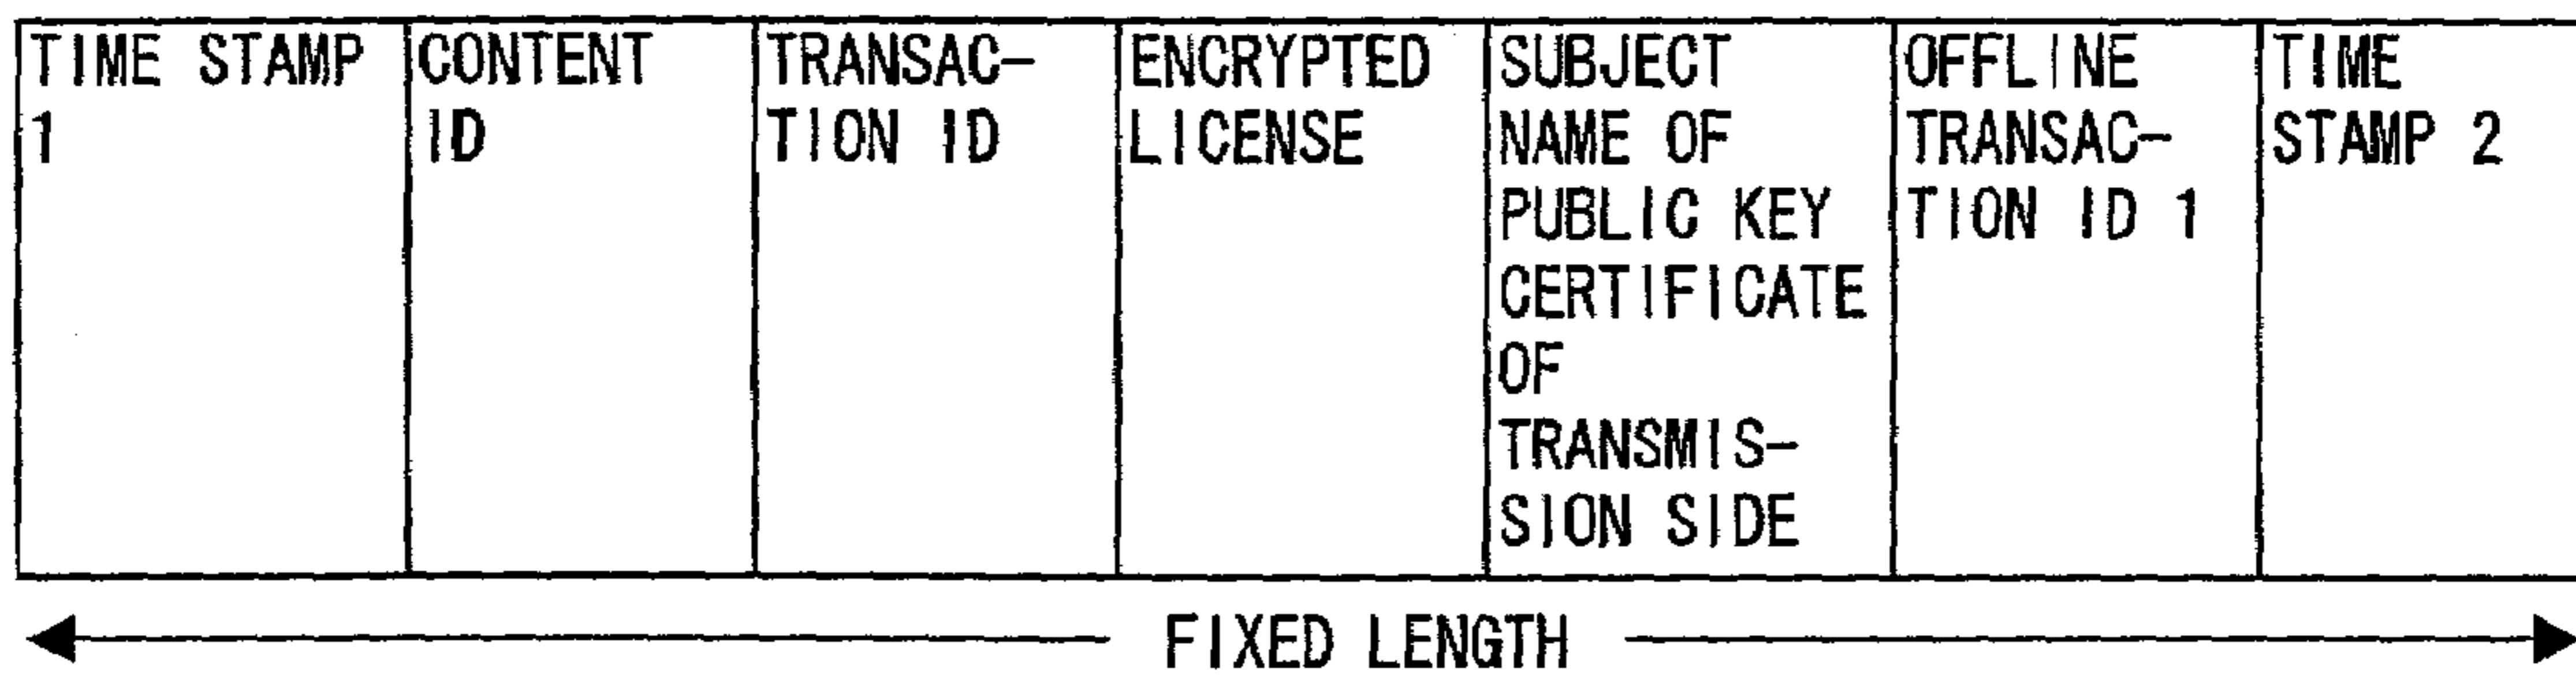 TIME STAMP
1
CONTENT
ID
TRANSAC-
TION ID
ENCRYPTED
LICENSE
SUBJECT
NAME OF
PUBLIC KEY
CERTIFICATE
OF
TRANSMIS-
SION SIDE
OFFLINE
TRANSAC-
TION ID 1
TIME
STAMP 2
FIXED LENGTH